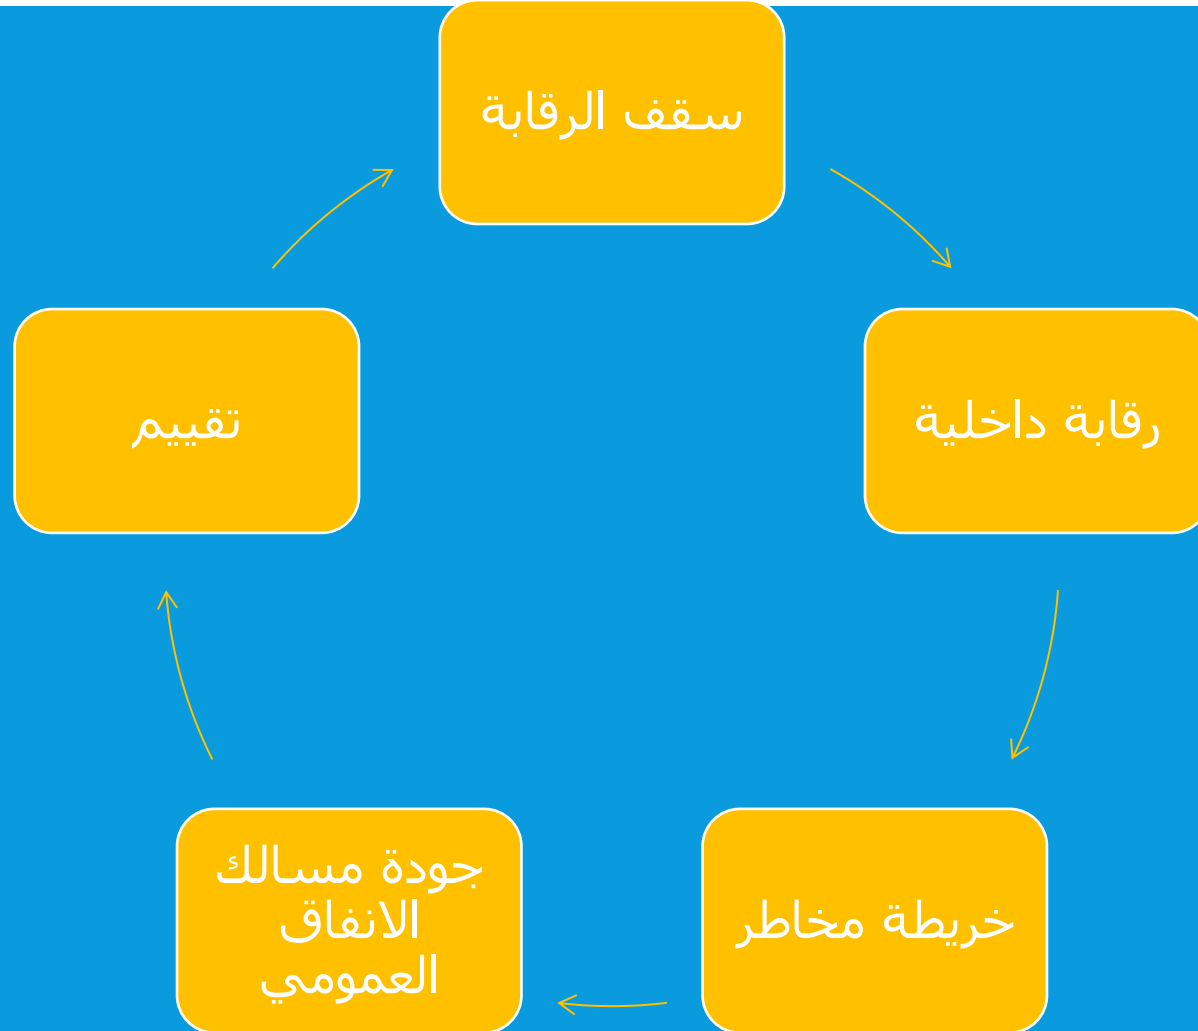 سقف الرقابة
رقابة داخلية
خريطة مخاطر
جودة مسالك
الانفاق
العمومي
تقييم